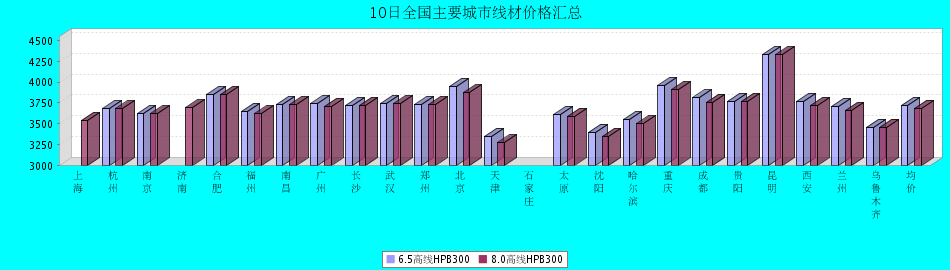 10日全国主要城市线材价格汇总
4500
4250
4000
3750
3500
3250
3000
上海
杭州
南京
济南
合肥
福州
南昌
广州
长沙
武汉
郑州
北京
天津
石家庄
太原
沈阳
哈尔滨
重庆
成都
贵阳
昆明
西安
兰州
乌鲁木齐
均价
6.5高线HPB300
8.0高线HPB300